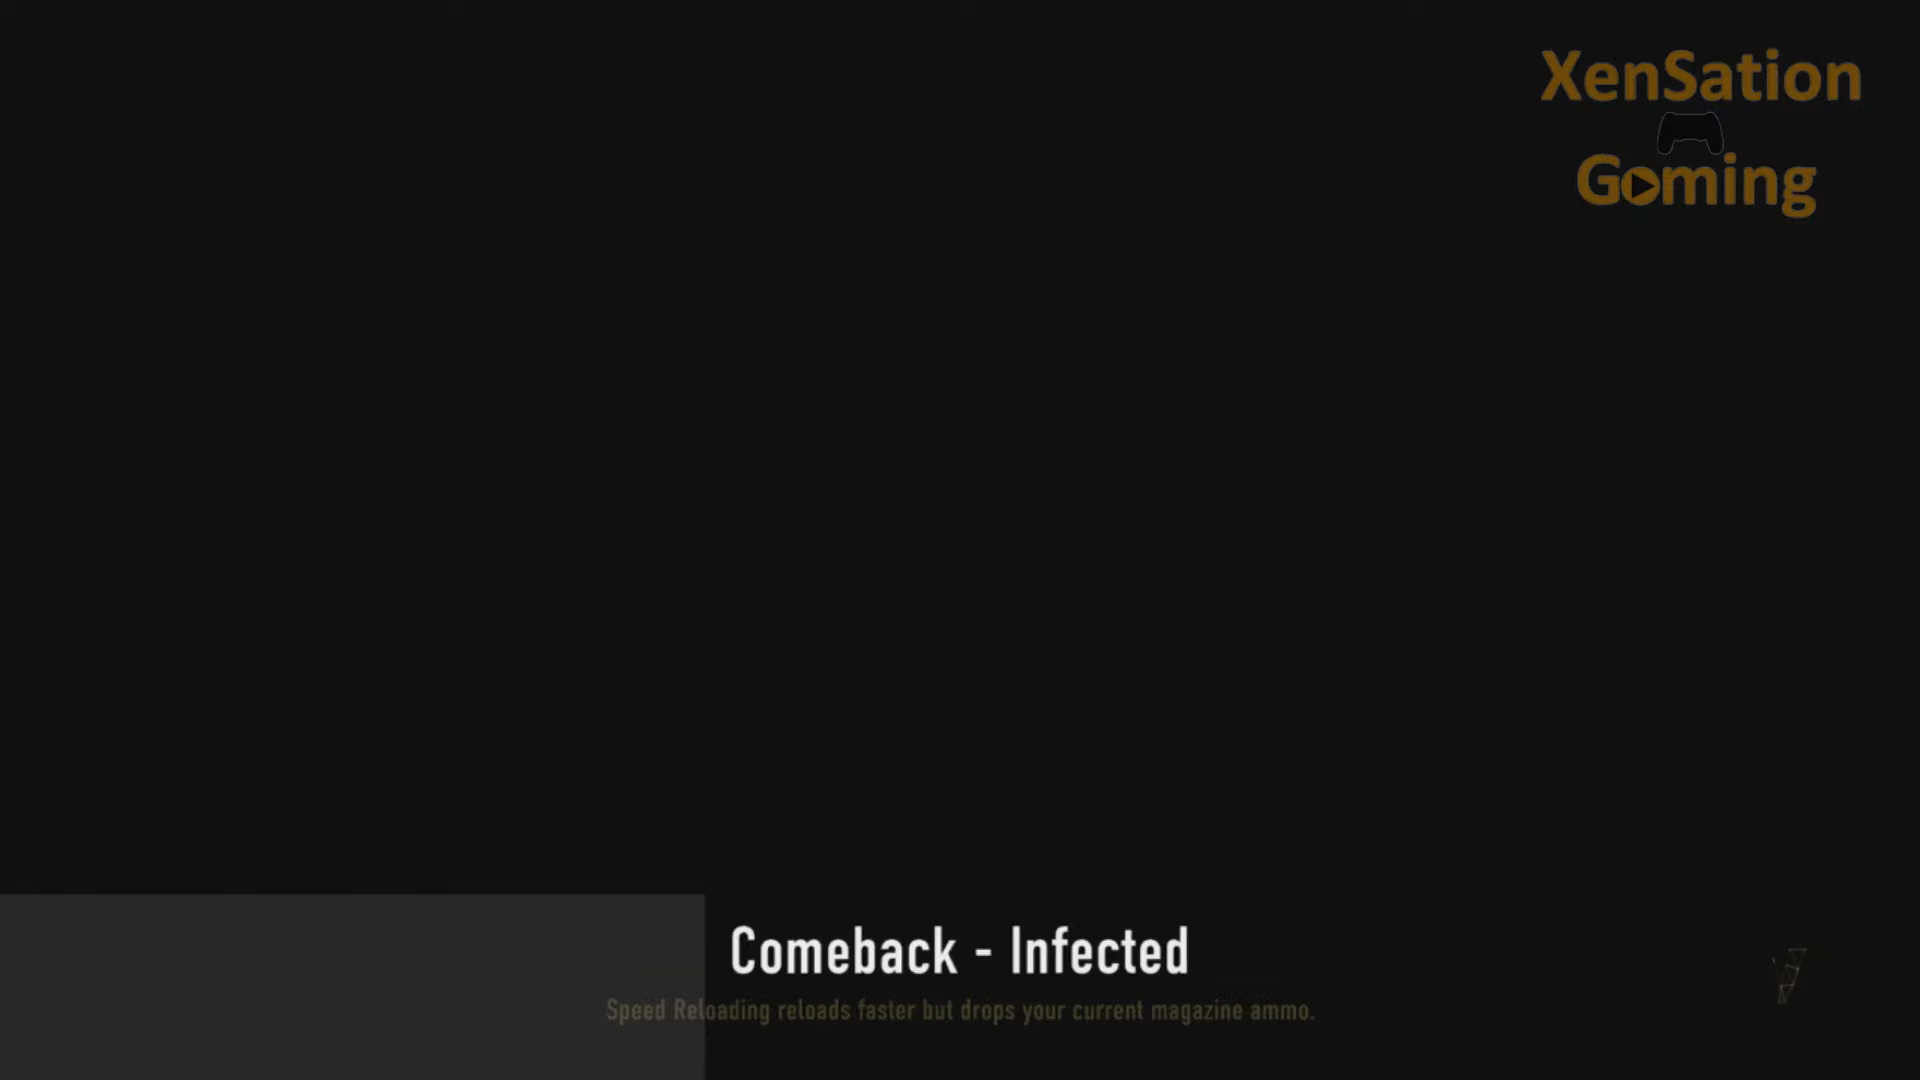 XenSation
Gaming
Comeback - Infected
Speed Reloading reloads faster but drops your current magazine ammo.